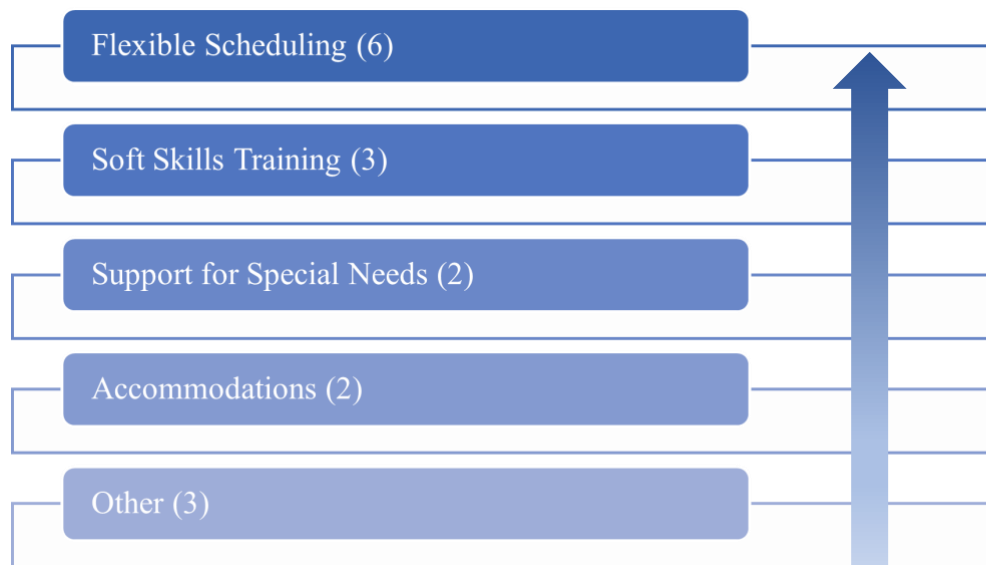 Flexible Scheduling (6)
Soft Skills Training (3)
Support for Special Needs (2)
Accommodations (2)
Other (3)